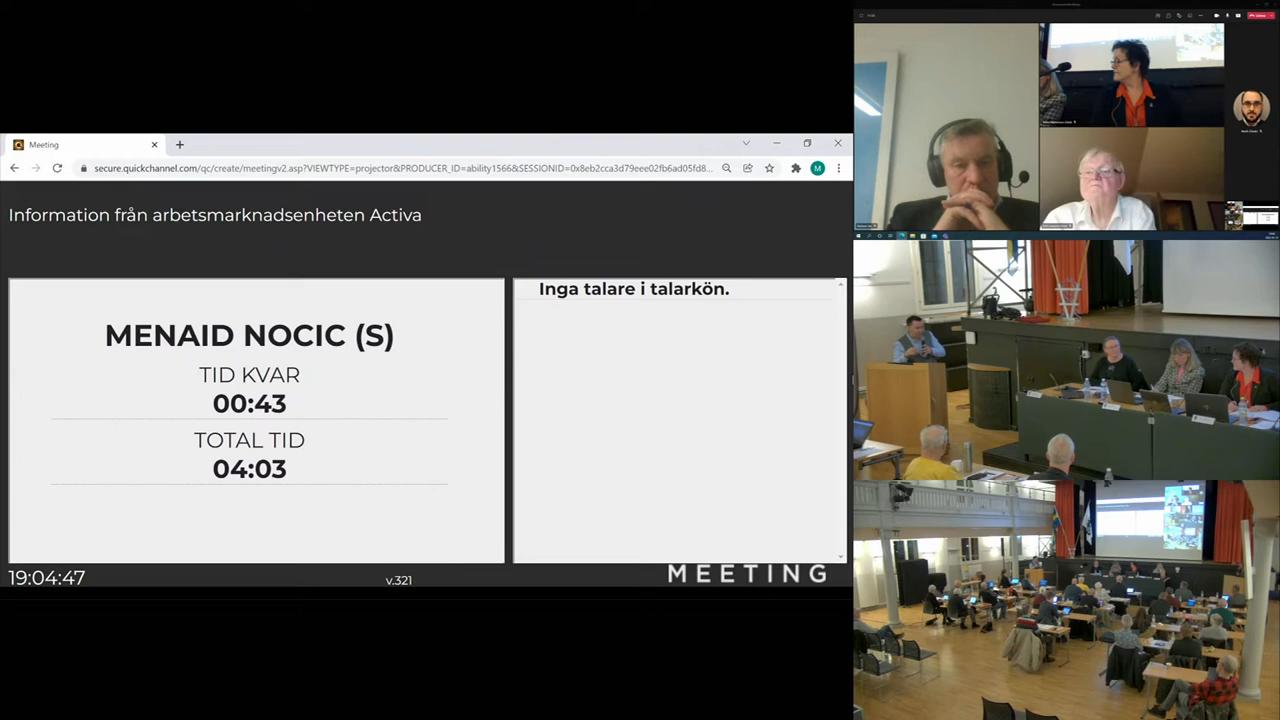 Meeting
secure.quickchannel.com/qc/create/meetingv2.asp?VIEWTYPE=projector&PRODUCER_ID=ability1566&SESSIONID=0x8eb2cca3d79eee02fb6ad05fd8...
M
Information från arbetsmarknadsenheten Activa
MENAID NOCIC (S)
TID KVAR
00:43
TOTAL TID
04:03
Inga talare i talarkön.
19:04:47
v.321
MEETING